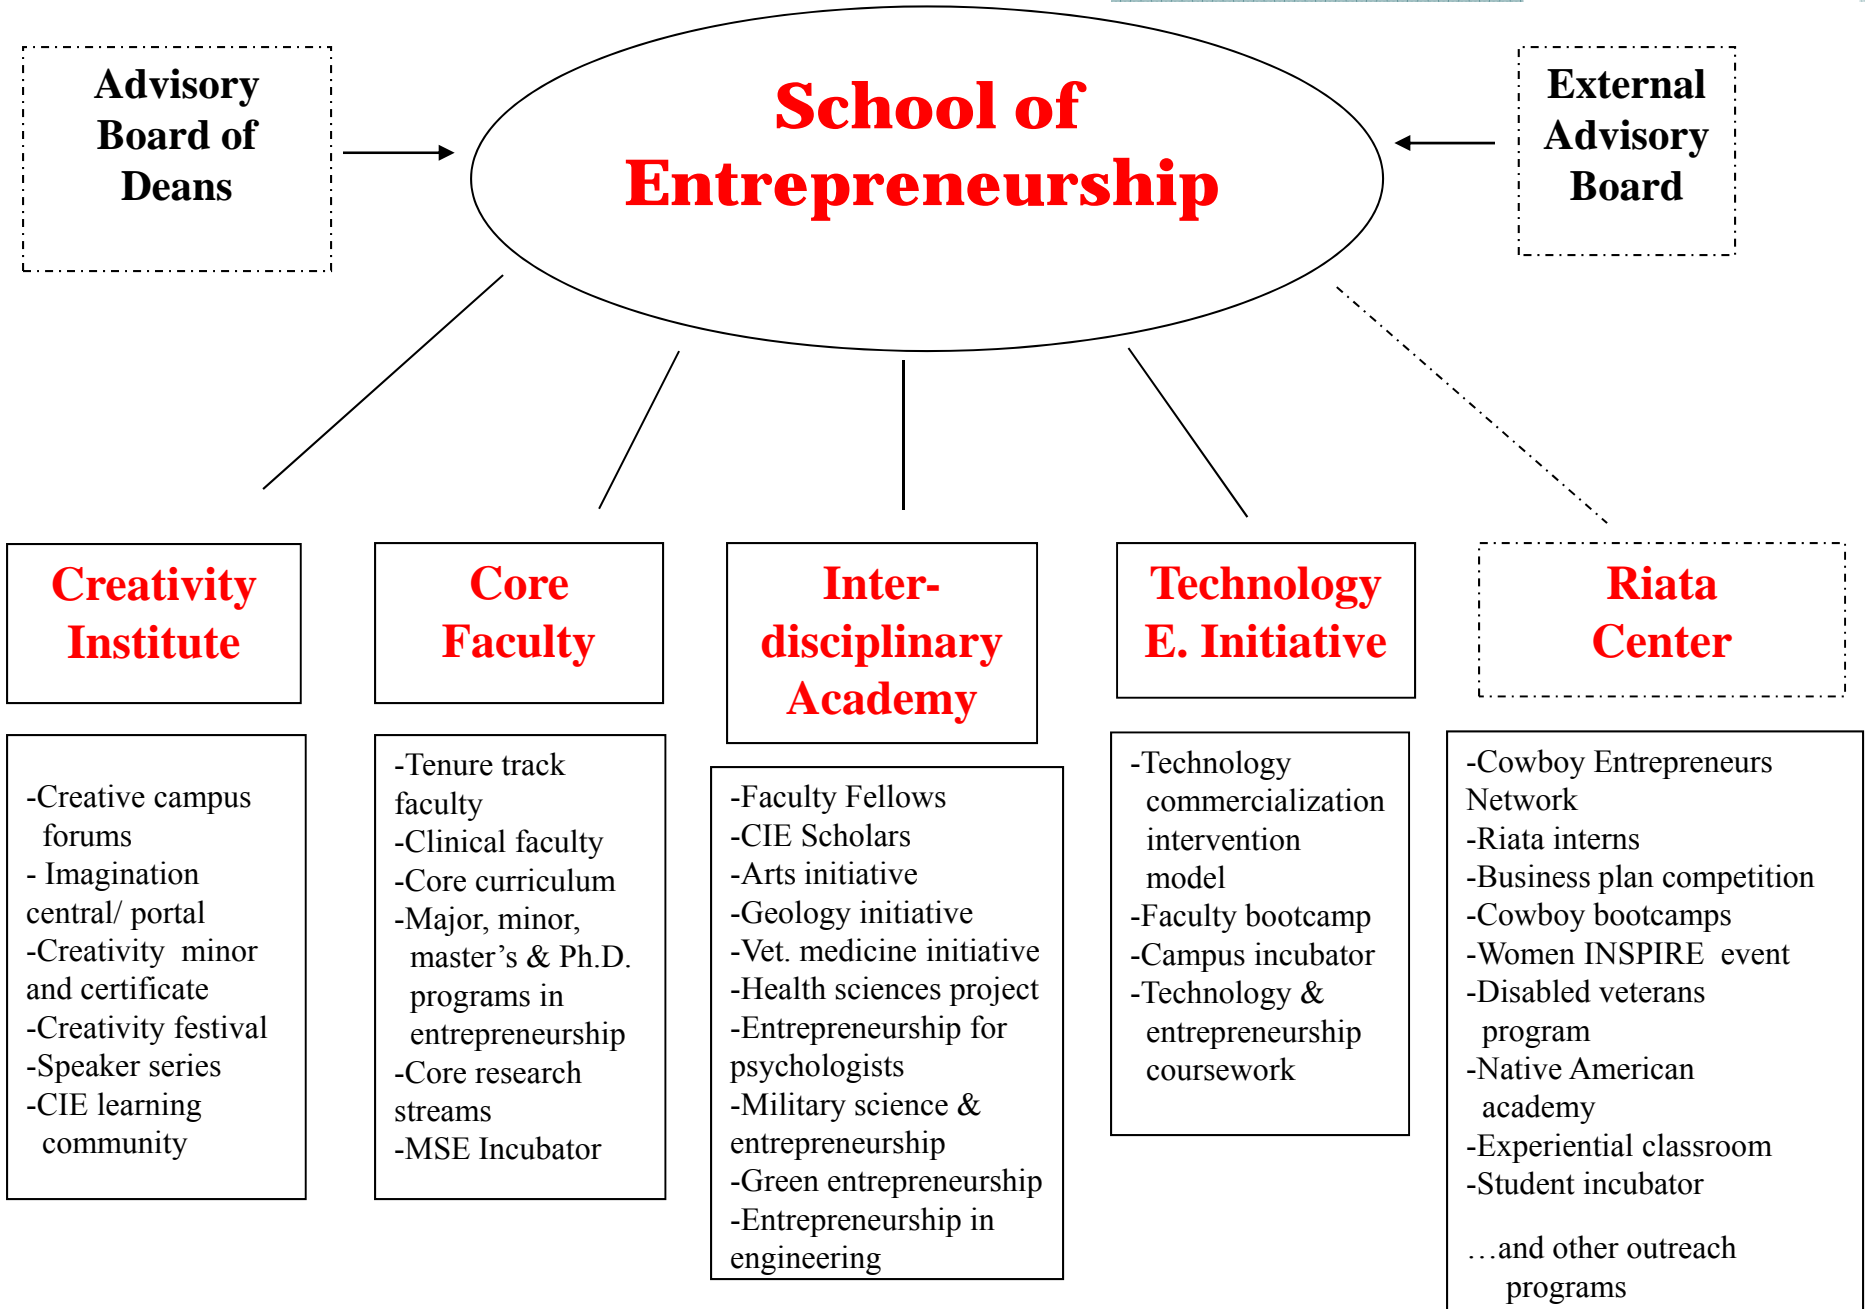 Advisory
Board of
Deans
School of
Entrepreneurship
External
Advisory
Board
Creativity
Institute
Core
Faculty
Inter-
disciplinary
Academy
Technology
E. Initiative
Riata
Center
-Creative campus
forums
- Imagination
central/ portal
-Creativity  minor
and certificate
-Creativity festival
-Speaker series
-CIE learning
community
-Tenure track
faculty
-Clinical faculty
-Core curriculum
-Major, minor,
master’s & Ph.D.
programs in
entrepreneurship
-Core research
streams
-MSE Incubator
-Faculty Fellows
-CIE Scholars
-Arts initiative
-Geology initiative
-Vet. medicine initiative
-Health sciences project
-Entrepreneurship for
psychologists
-Military science &
entrepreneurship
-Green entrepreneurship
-Entrepreneurship in
engineering
-Technology
commercialization
intervention
model
-Faculty bootcamp
-Campus incubator
-Technology &
entrepreneurship
coursework
-Cowboy Entrepreneurs
Network
-Riata interns
-Business plan competition
-Cowboy bootcamps
-Women INSPIRE  event
-Disabled veterans
program
-Native American
academy
-Experiential classroom
-Student incubator
…and other outreach
programs